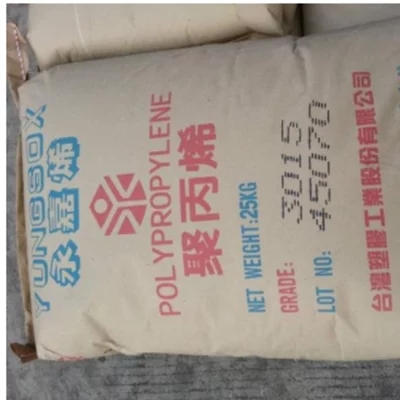 YUNGSOX
永嘉烯
POLYPROPYLENE
聚丙烯
NET WEIGHT:25KG
GRADE: 3015
LOT NO: 45070
台灣塑膠工業股份有限公司